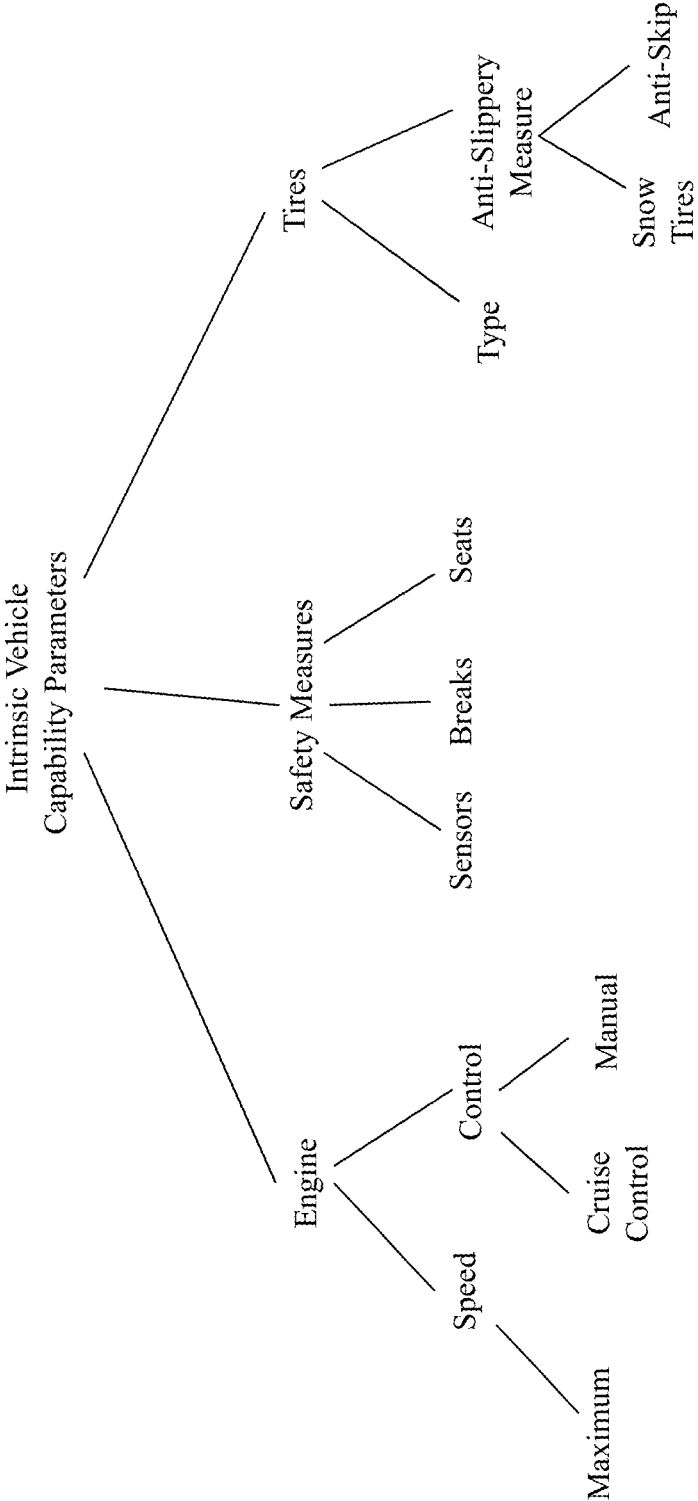 Intrinsic Vehicle
Capability Parameters
Engine
Safety Measures
Tires
Speed
Control
Sensors
Breaks
Seats
Type
Anti-Slippery
Measure
Maximum
Cruise
Control
Manual
Snow
Tires
Anti-Skip